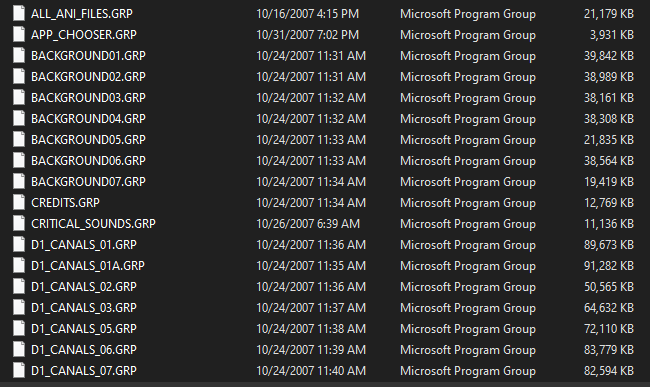 ALL_ANI_FILES.GRP 10/16/2007 4:15 PM Microsoft Program Group 21,179 KB
APP_CHOOSER.GRP 10/31/2007 7:02 PM Microsoft Program Group 3,931 KB
BACKGROUND01.GRP 10/24/2007 11:31 AM Microsoft Program Group 39,842 KB
BACKGROUND02.GRP 10/24/2007 11:31 AM Microsoft Program Group 38,989 KB
BACKGROUND03.GRP 10/24/2007 11:32 AM Microsoft Program Group 38,161 KB
BACKGROUND04.GRP 10/24/2007 11:32 AM Microsoft Program Group 38,308 KB
BACKGROUND05.GRP 10/24/2007 11:33 AM Microsoft Program Group 21,835 KB
BACKGROUND06.GRP 10/24/2007 11:33 AM Microsoft Program Group 38,564 KB
BACKGROUND07.GRP 10/24/2007 11:34 AM Microsoft Program Group 19,419 KB
CREDITS.GRP 10/24/2007 11:34 AM Microsoft Program Group 12,769 KB
CRITICAL_SOUNDS.GRP 10/26/2007 6:39 AM Microsoft Program Group 11,136 KB
D1_CANALS_01.GRP 10/24/2007 11:36 AM Microsoft Program Group 89,673 KB
D1_CANALS_01A.GRP 10/24/2007 11:35 AM Microsoft Program Group 91,282 KB
D1_CANALS_02.GRP 10/24/2007 11:36 AM Microsoft Program Group 50,565 KB
D1_CANALS_03.GRP 10/24/2007 11:37 AM Microsoft Program Group 64,632 KB
D1_CANALS_05.GRP 10/24/2007 11:38 AM Microsoft Program Group 72,110 KB
D1_CANALS_06.GRP 10/24/2007 11:39 AM Microsoft Program Group 83,779 KB
D1_CANALS_07.GRP 10/24/2007 11:40 AM Microsoft Program Group 82,594 KB